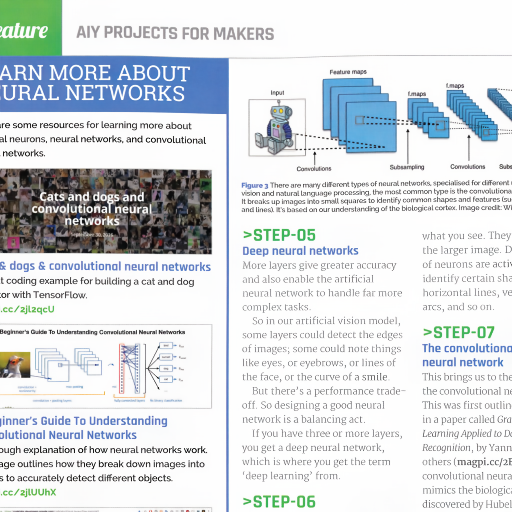 eature
AIY PROJECTS FOR MAKERS
ARN MORE ABOUT
EURAL NETWORKS
are some resources for learning more about
al neurons, neural networks, and convolutional
networks.
Cats and dogs and
convolutional neural
networks
September 30, 2016
& dogs & convolutional neural networks
t coding example for building a cat and dog
tor with TensorFlow.
.cc/2jl2qcU
Beginner's Guide To Understanding Convolutional Neural Networks
ginner's Guide To Understanding
olutional Neural Networks
ough explanation of how neural networks work.
age outlines how they break down images into
s to accurately detect different objects.
.cc/2jlUUhX
Input
Feature maps
f.maps
f.maps
Convolutions
Subsampling
Convolutions
Subs
Figure 3 There are many different types of neural networks, specialised for different
vision and natural language processing, the most common type is the convolutiona
It breaks up images into small squares to identify common shapes and features (su
and lines). It's based on our understanding of the biological cortex. Image credit: Wi
>STEP-05
Deep neural networks
More layers give greater accuracy
and also enable the artificial
neural network to handle far more
complex tasks.
So in our artificial vision model,
some layers could detect the edges
of images; some could note things
like eyes, or eyebrows, or lines of
the face, or the curve of a smile.
But there's a performance trade-
off. So designing a good neural
network is a balancing act.
If you have three or more layers,
you get a deep neural network,
which is where you get the term
'deep learning' from.
>STEP-06
what you see. They
the larger image. D
of neurons are activ
identify certain sha
horizontal lines, ve
arcs, and so on.
>STEP-07
The convolutiona
neural network
This brings us to the
the convolutional ne
This was first outlin
in a paper called Gra
Learning Applied to Do
Recognition, by Yann
others (magpi.cc/2F
convolutional neura
mimics the biologica
discovered by Hubel